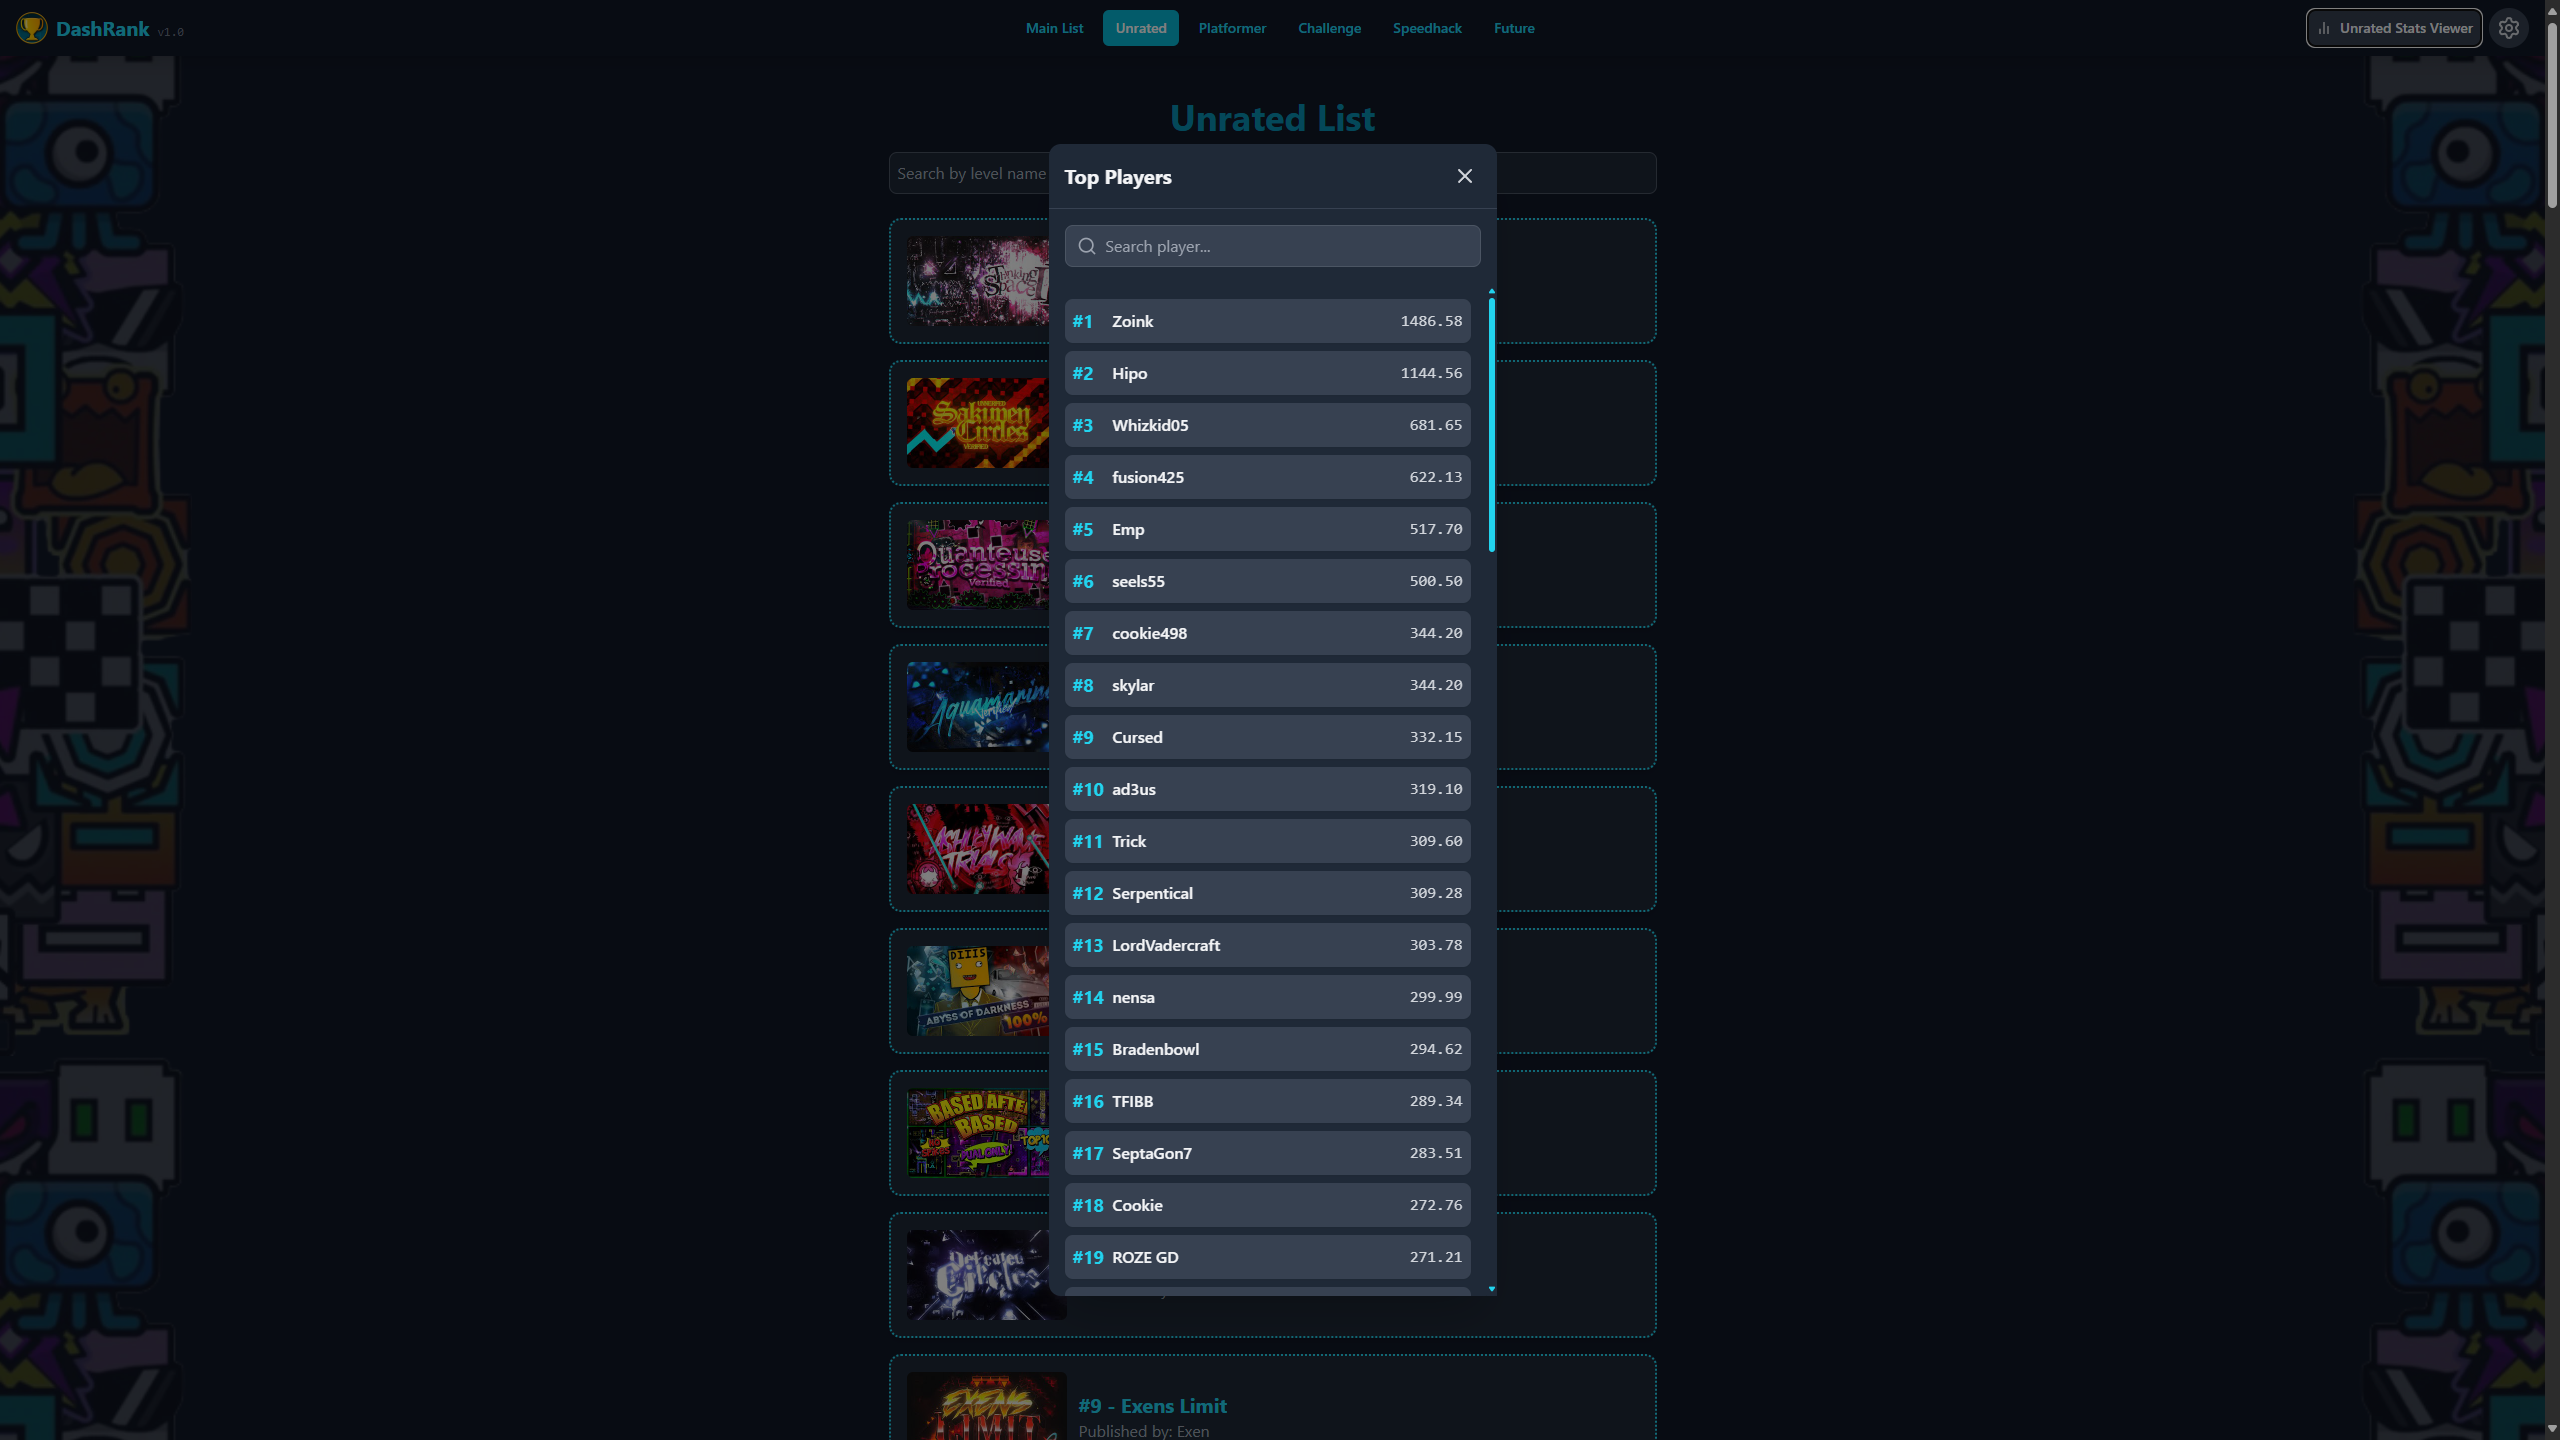 DashRank v1.0
Main List
Unrated
Platformer
Challenge
Speedhack
Future
Unrated Stats Viewer
Unrated List
Search by level name
Top Players
Search player...
#1 Zoink 1486.58
#2 Hipo 1144.56
#3 Whizkid05 681.65
#4 fusion425 622.13
#5 Emp 517.70
#6 seels55 500.50
#7 cookie498 344.20
#8 skylar 344.20
#9 Cursed 332.15
#10 ad3us 319.10
#11 Trick 309.60
#12 Serpentical 309.28
#13 LordVadercraft 303.78
#14 nensa 299.99
#15 Bradenbowl 294.62
#16 TFIBB 289.34
#17 SeptaGon7 283.51
#18 Cookie 272.76
#19 ROZE GD 271.21
Sakupen
Circles
VERIFIED
Verified
Aquamarine
DIIIS
ABYSS OF DARKNESS
100%
BASED AFTE
BASED
Circles
EXENS
LIMIT
#9 - Exens Limit
Published by: Exen